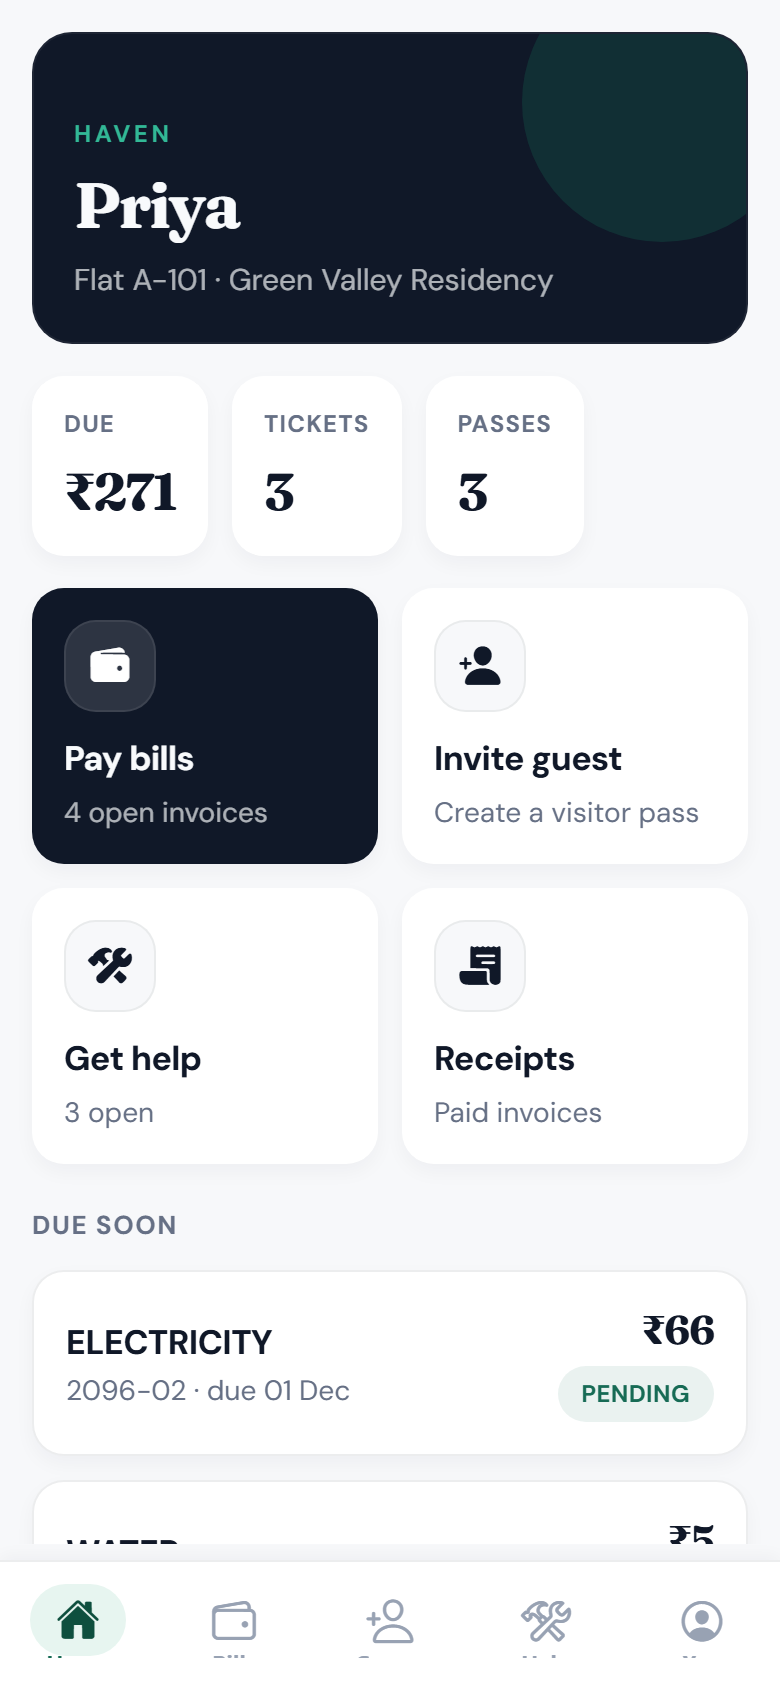 HAVEN
Priya
Flat A-101 · Green Valley Residency
DUE
TICKETS
PASSES
₹271
3
3
Pay bills
4 open invoices
Invite guest
Create a visitor pass
Get help
3 open
Receipts
Paid invoices
DUE SOON
ELECTRICITY
₹66
2096-02 · due 01 Dec
PENDING
WATER
₹5